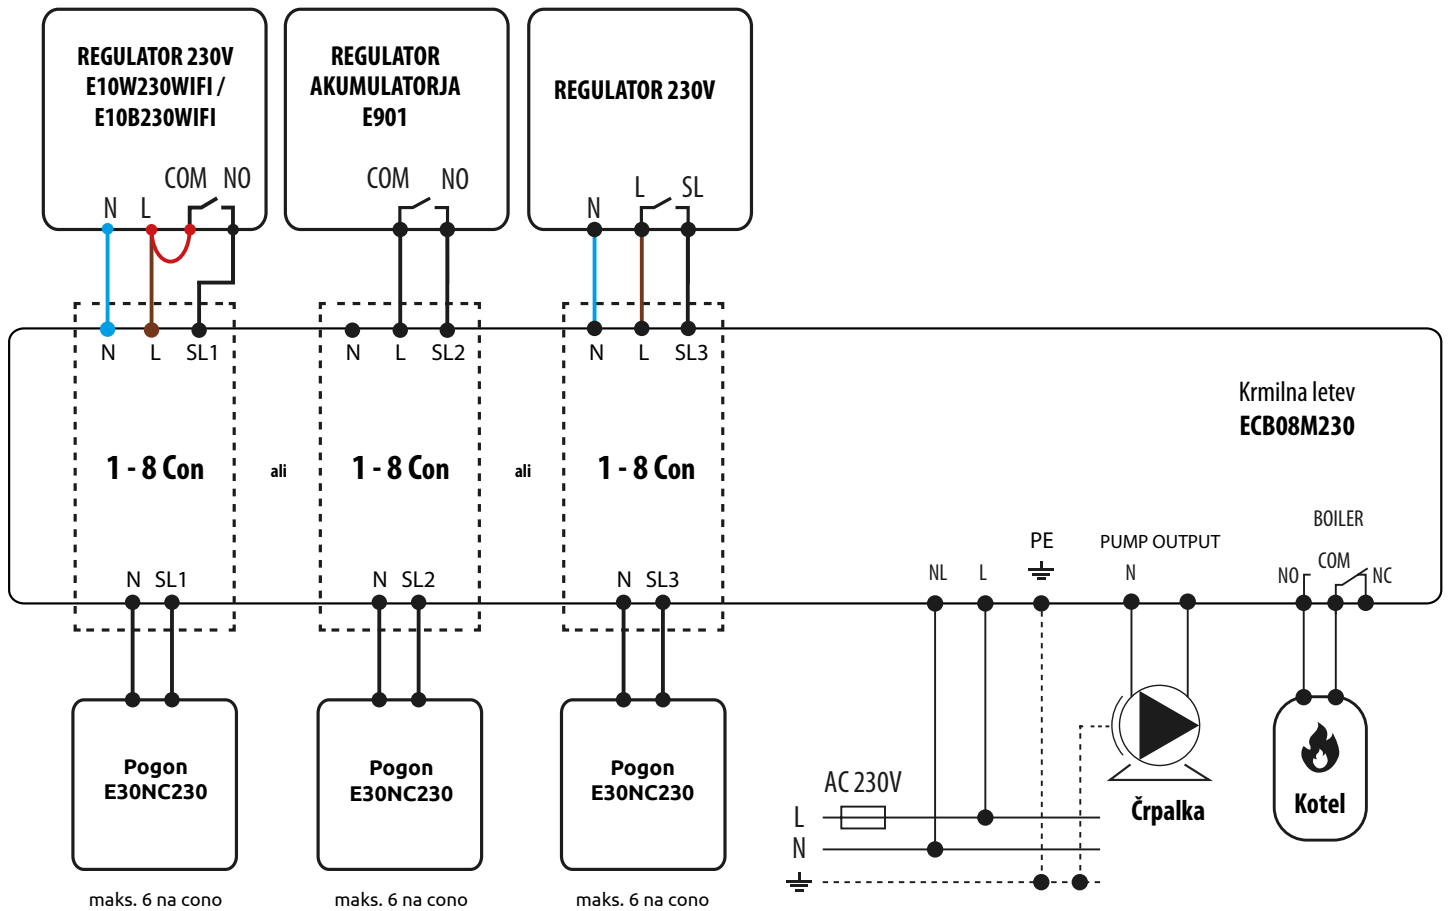 REGULATOR 230V
E10W230WIFI /
E10B230WIFI
COM NO
N L
REGULATOR
AKUMULATORJA
E901
COM NO
REGULATOR 230V
L SL
N
N L SL1
N L SL2
N L SL3
Krmilna letev
ECB08M230
1 - 8 Con
ali
1 - 8 Con
ali
1 - 8 Con
BOILER
PE
PUMP OUTPUT
NL L
N
NO COM NC
N SL1
N SL2
N SL3
Pogon
E30NC230
Pogon
E30NC230
Pogon
E30NC230
AC 230V
L
N
Črpalka
Kotel
maks. 6 na cono
maks. 6 na cono
maks. 6 na cono